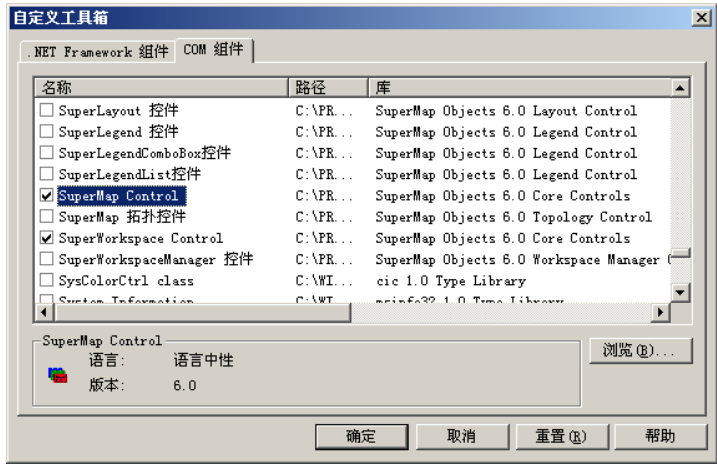 自定义工具箱
.NET Framework 组件 COM 组件
名称 路径 库
SuperLayout 控件 C:\PR... SuperMap Objects 6.0 Layout Control
SuperLegend 控件 C:\PR... SuperMap Objects 6.0 Legend Control
SuperLegendComboBox控件 C:\PR... SuperMap Objects 6.0 Legend Control
SuperLegendList控件 C:\PR... SuperMap Objects 6.0 Legend Control
SuperMap Control C:\PR... SuperMap Objects 6.0 Core Controls
SuperMap 拓扑控件 C:\PR... SuperMap Objects 6.0 Topology Control
SuperWorkspace Control C:\PR... SuperMap Objects 6.0 Core Controls
SuperWorkspaceManager 控件 C:\PR... SuperMap Objects 6.0 Workspace Manager
SysColorCtrl class C:\WI... cic 1.0 Type Library
System Information C:\WI... msinfo32 1.0 Type Library
SuperMap Control
语言: 语言中性
版本: 6.0
浏览(B)...
确定 取消 重置(R) 帮助